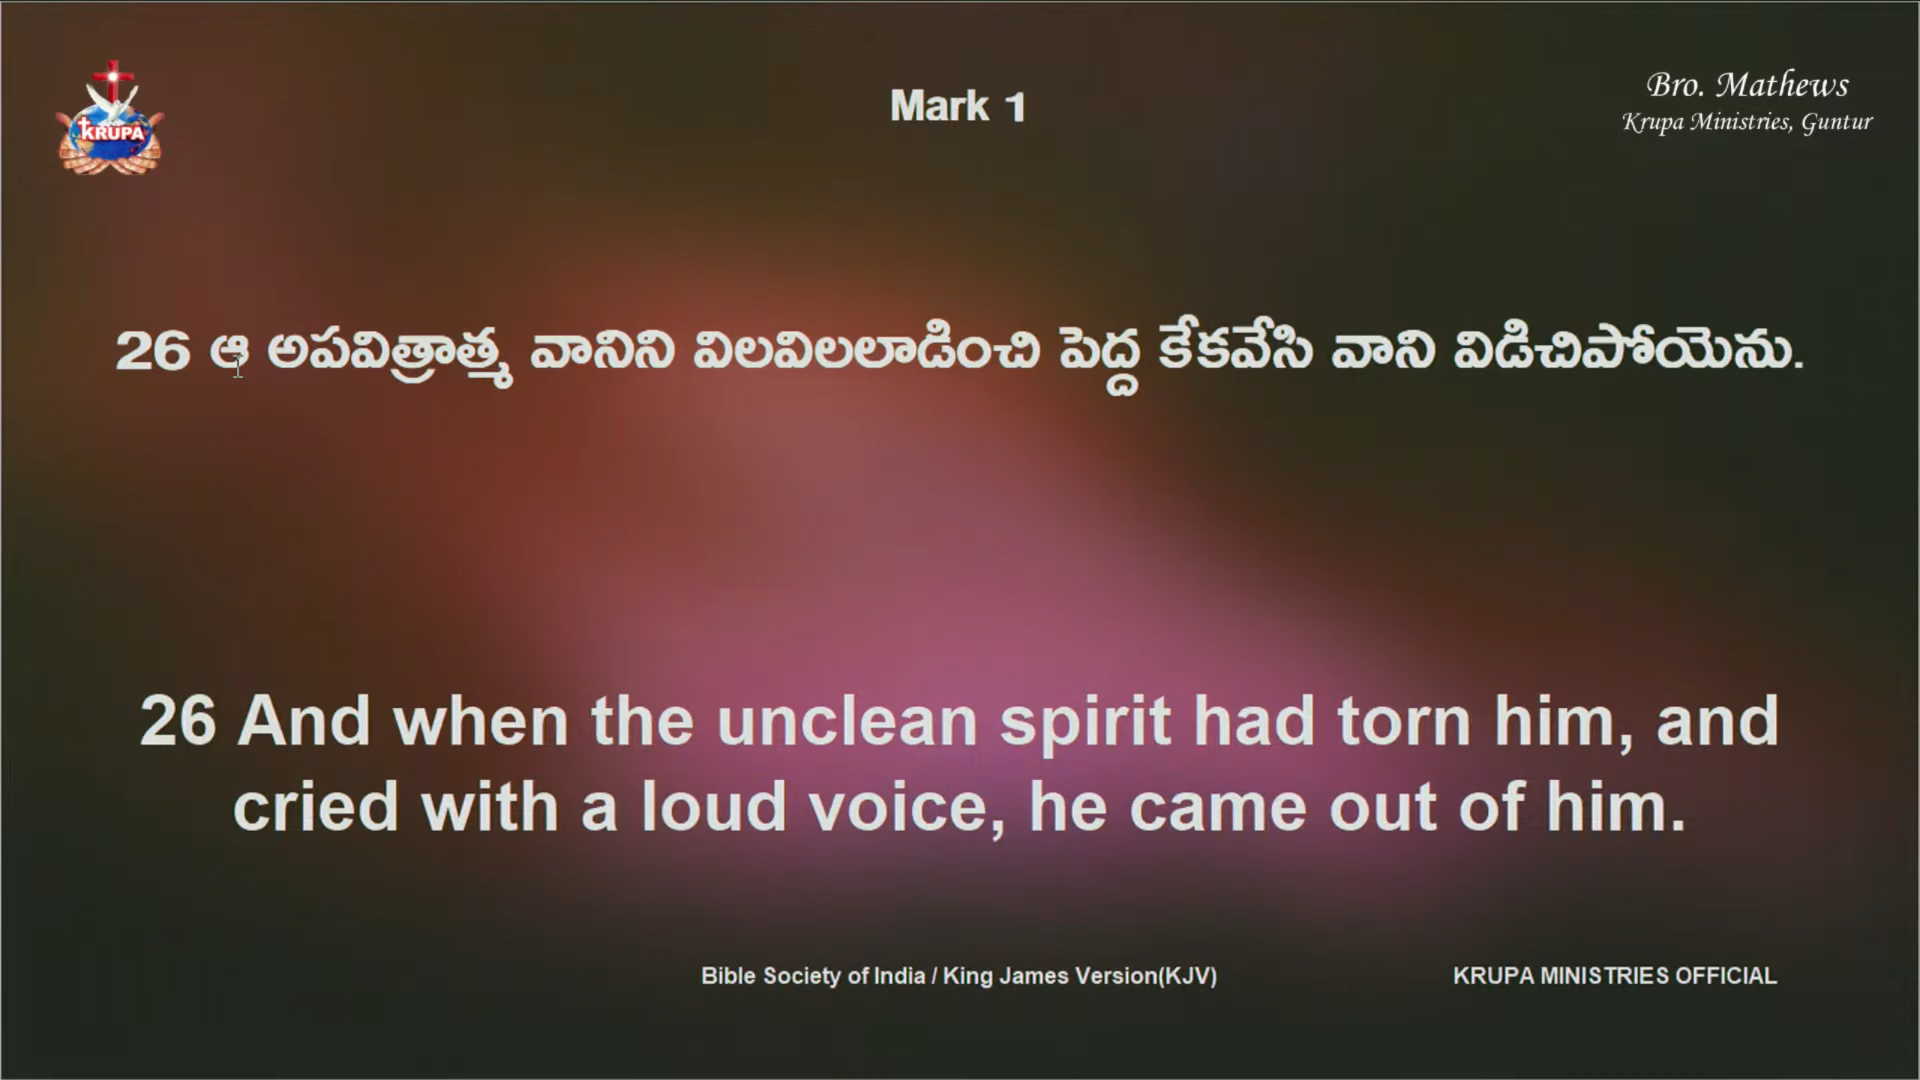 KRUPA
Mark 1
Bro. Mathews
Krupa Ministries, Guntur
26 ఆ అపవిత్రాత్మ వానిని విలవిలలాడించి పెద్ద కేకవేసి వాని విడిచిపోయెను.
26 And when the unclean spirit had torn him, and
cried with a loud voice, he came out of him.
Bible Society of India / King James Version(KJV)
KRUPA MINISTRIES OFFICIAL